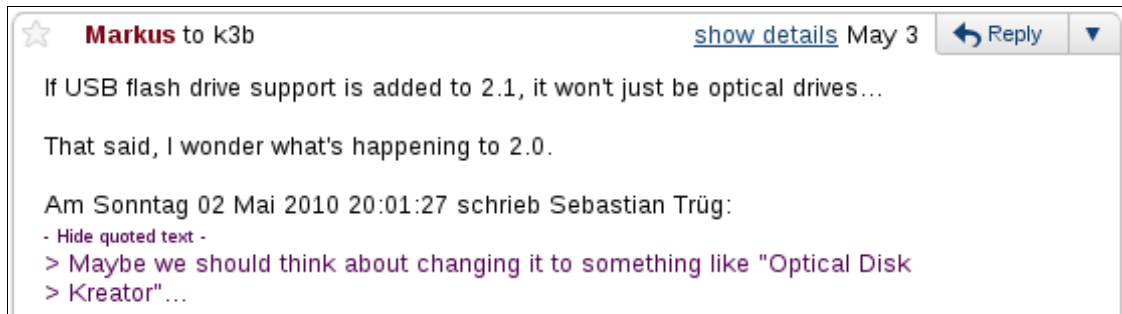 Markus to k3b show details May 3 Reply
If USB flash drive support is added to 2.1, it won't just be optical drives...
That said, I wonder what's happening to 2.0.
Am Sonntag 02 Mai 2010 20:01:27 schrieb Sebastian Trüg:
- Hide quoted text -
> Maybe we should think about changing it to something like "Optical Disk
> Kreator"...